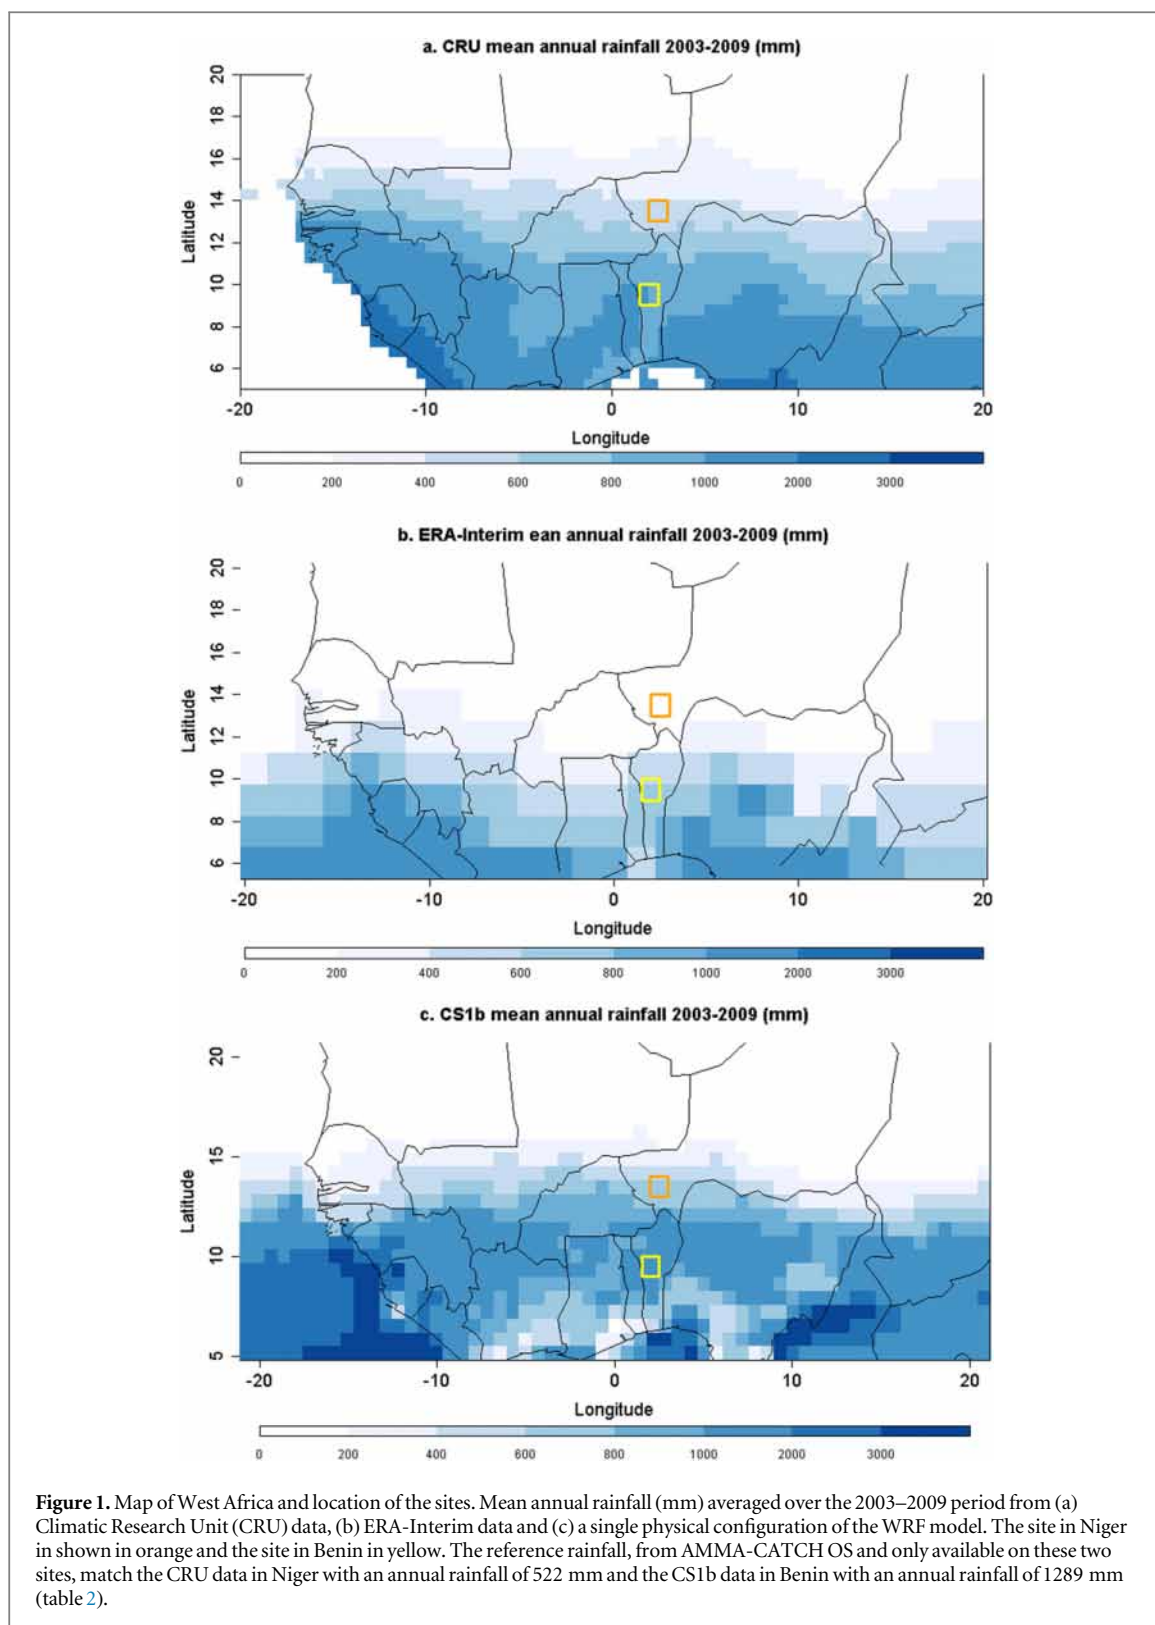 a. CRU mean annual rainfall 2003-2009 (mm)
20
18
16
14
12
10
8
6
Latitude
-20 -10 0 10 20
Longitude
0 200 400 600 800 1000 2000 3000
b. ERA-Interim ean annual rainfall 2003-2009 (mm)
20
18
16
14
12
10
8
6
Latitude
-20 -10 0 10 20
Longitude
0 200 400 600 800 1000 2000 3000
c. CS1b mean annual rainfall 2003-2009 (mm)
20
15
10
5
Latitude
-20 -10 0 10 20
Longitude
0 200 400 600 800 1000 2000 3000
Figure 1. Map of West Africa and location of the sites. Mean annual rainfall (mm) averaged over the 2003–2009 period from (a)
Climatic Research Unit (CRU) data, (b) ERA-Interim data and (c) a single physical configuration of the WRF model. The site in Niger
in shown in orange and the site in Benin in yellow. The reference rainfall, from AMMA-CATCH OS and only available on these two
sites, match the CRU data in Niger with an annual rainfall of 522 mm and the CS1b data in Benin with an annual rainfall of 1289 mm
(table 2).